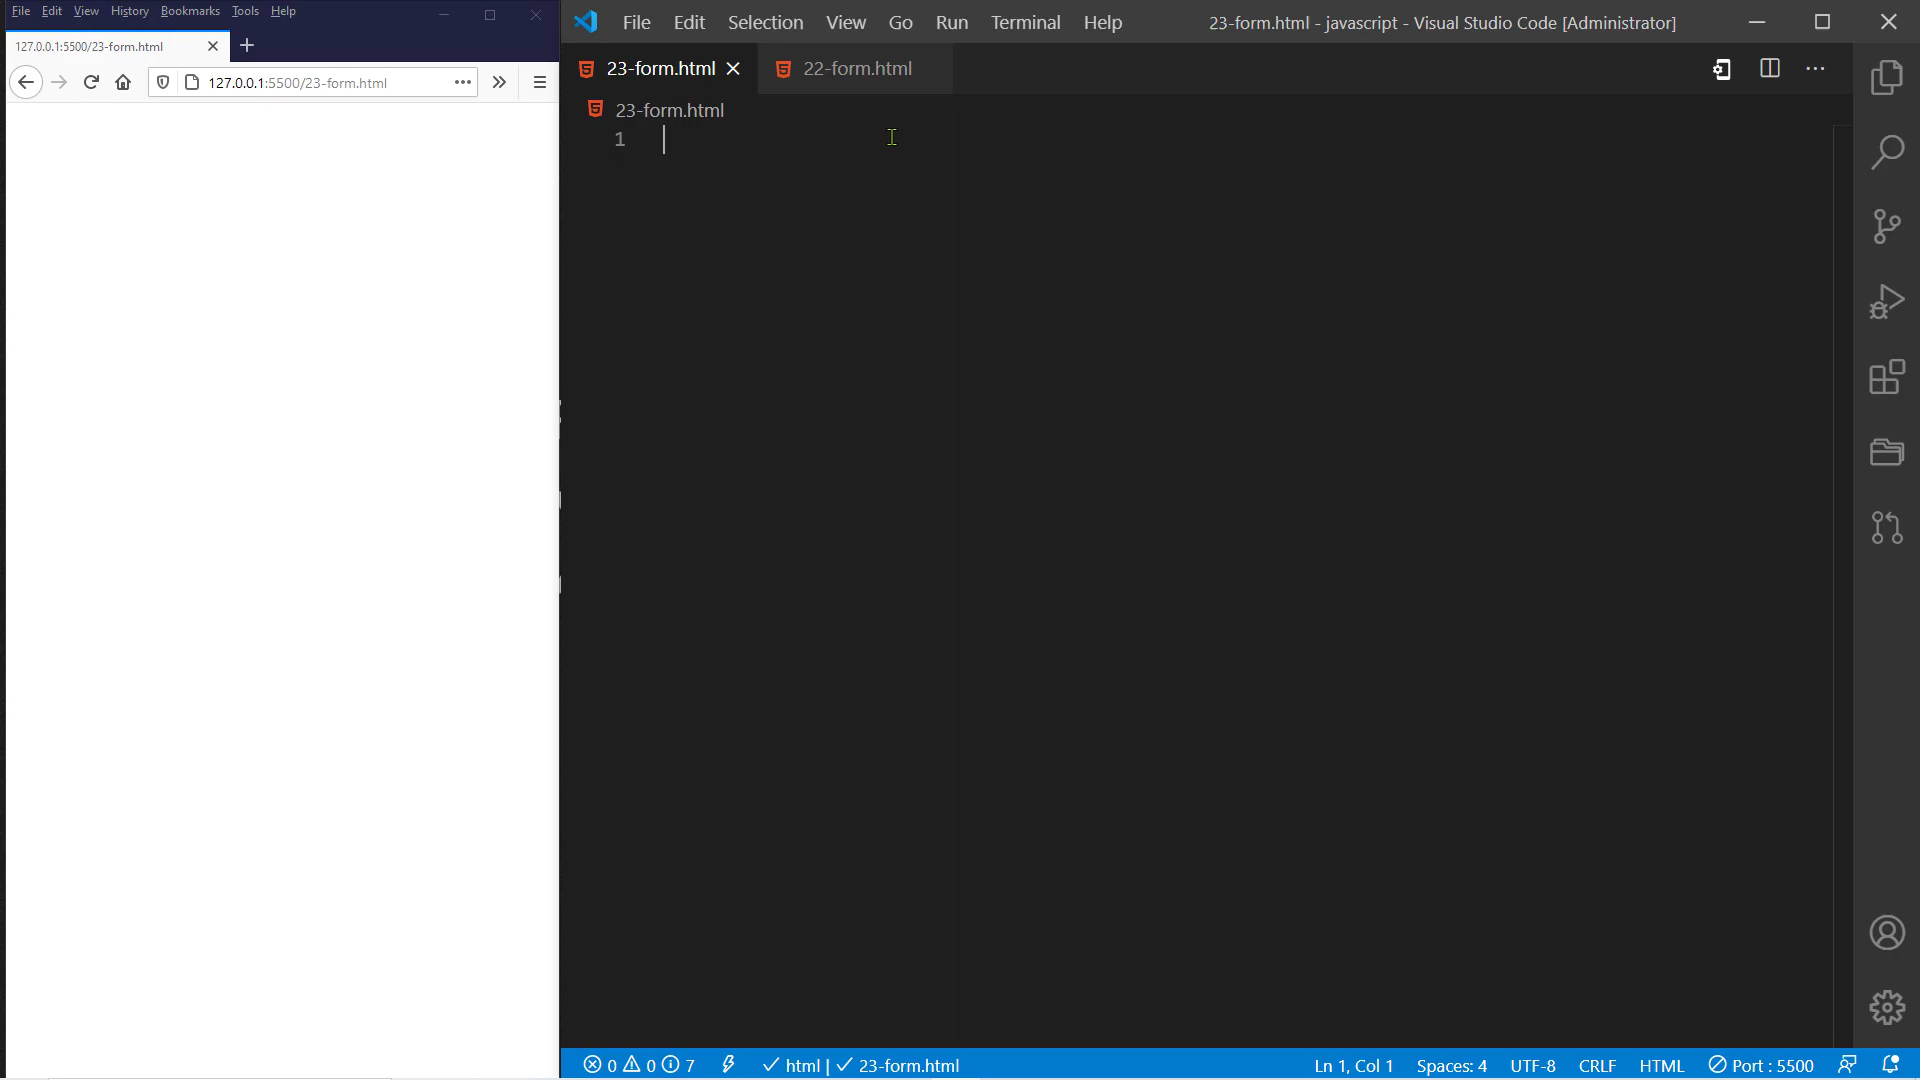 File Edit View History Bookmarks Tools Help
127.0.0.1:5500/23-form.html
127.0.0.1:5500/23-form.html
File Edit Selection View Go Run Terminal Help
23-form.html - javascript - Visual Studio Code [Administrator]
23-form.html
22-form.html
23-form.html
1
0 0 7 html | 23-form.html Ln 1, Col 1 Spaces: 4 UTF-8 CRLF HTML Port : 5500